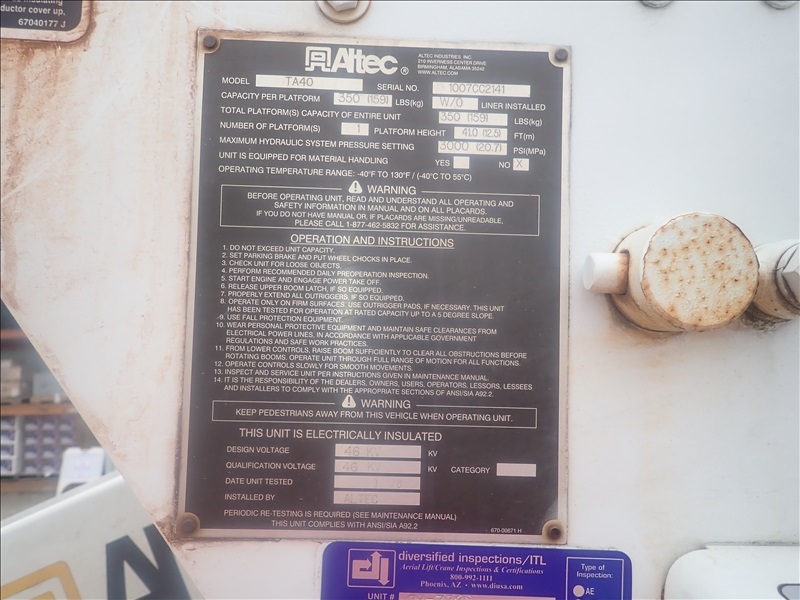 ductor cover up,
67040177 J
Altec®
ALTEC INDUSTRIES, INC.
210 INVERNESS CENTER DRIVE
BIRMINGHAM, ALABAMA 35242
WWW.ALTEC.COM
MODEL TA40 SERIAL NO. 1007CC2141
CAPACITY PER PLATFORM 350 (159) LBS(kg) W/O LINER INSTALLED
TOTAL PLATFORM(S) CAPACITY OF ENTIRE UNIT 350 (159) LBS(kg)
NUMBER OF PLATFORM(S) 1 PLATFORM HEIGHT 41.0 (12.5) FT(m)
MAXIMUM HYDRAULIC SYSTEM PRESSURE SETTING 3000 (20.7) PSI(MPa)
UNIT IS EQUIPPED FOR MATERIAL HANDLING YES NO X
OPERATING TEMPERATURE RANGE: -40°F TO 130°F / (-40°C TO 55°C)
WARNING
BEFORE OPERATING UNIT, READ AND UNDERSTAND ALL OPERATING AND
SAFETY INFORMATION IN MANUAL AND ON ALL PLACARDS.
IF YOU DO NOT HAVE MANUAL OR, IF PLACARDS ARE MISSING/UNREADABLE,
PLEASE CALL 1-877-462-5832 FOR ASSISTANCE.
OPERATION AND INSTRUCTIONS
1. DO NOT EXCEED UNIT CAPACITY.
2. SET PARKING BRAKE AND PUT WHEEL CHOCKS IN PLACE.
3. CHECK UNIT FOR LOOSE OBJECTS.
4. PERFORM RECOMMENDED DAILY PREOPERATION INSPECTION.
5. START ENGINE AND ENGAGE POWER TAKE OFF.
6. RELEASE UPPER BOOM LATCH, IF SO EQUIPPED.
7. PROPERLY EXTEND ALL OUTRIGGERS, IF SO EQUIPPED.
8. OPERATE ONLY ON FIRM SURFACES, USE OUTRIGGER PADS, IF NECESSARY. THIS UNIT
HAS BEEN TESTED FOR OPERATION AT RATED CAPACITY UP TO A 5 DEGREE SLOPE.
9. USE FALL PROTECTION EQUIPMENT.
10. WEAR PERSONAL PROTECTIVE EQUIPMENT AND MAINTAIN SAFE CLEARANCES FROM
ELECTRICAL POWER LINES, IN ACCORDANCE WITH APPLICABLE GOVERNMENT
REGULATIONS AND SAFE WORK PRACTICES.
11. FROM LOWER CONTROLS, RAISE BOOM SUFFICIENTLY TO CLEAR ALL OBSTRUCTIONS BEFORE
ROTATING BOOMS. OPERATE UNIT THROUGH FULL RANGE OF MOTION FOR ALL FUNCTIONS.
12. OPERATE CONTROLS SLOWLY FOR SMOOTH MOVEMENTS.
13. INSPECT AND SERVICE UNIT PER INSTRUCTIONS GIVEN IN MAINTENANCE MANUAL.
14. IT IS THE RESPONSIBILITY OF THE DEALERS, OWNERS, USERS, OPERATORS, LESSORS, LESSEES
AND INSTALLERS TO COMPLY WITH THE APPROPRIATE SECTIONS OF ANSI/SIA A92.2.
WARNING
KEEP PEDESTRIANS AWAY FROM THIS VEHICLE WHEN OPERATING UNIT.
THIS UNIT IS ELECTRICALLY INSULATED
DESIGN VOLTAGE 46 KV KV
QUALIFICATION VOLTAGE 46 KV KV CATEGORY
DATE UNIT TESTED
INSTALLED BY ALTEC
PERIODIC RE-TESTING IS REQUIRED (SEE MAINTENANCE MANUAL)
THIS UNIT COMPLIES WITH ANSI/SIA A92.2
670-00671 H
diversified inspections/ITL
Aerial Lift/Crane Inspections & Certifications
800-992-1111
Phoenix, AZ • www.diusa.com
UNIT #
Type of
Inspection:
AE